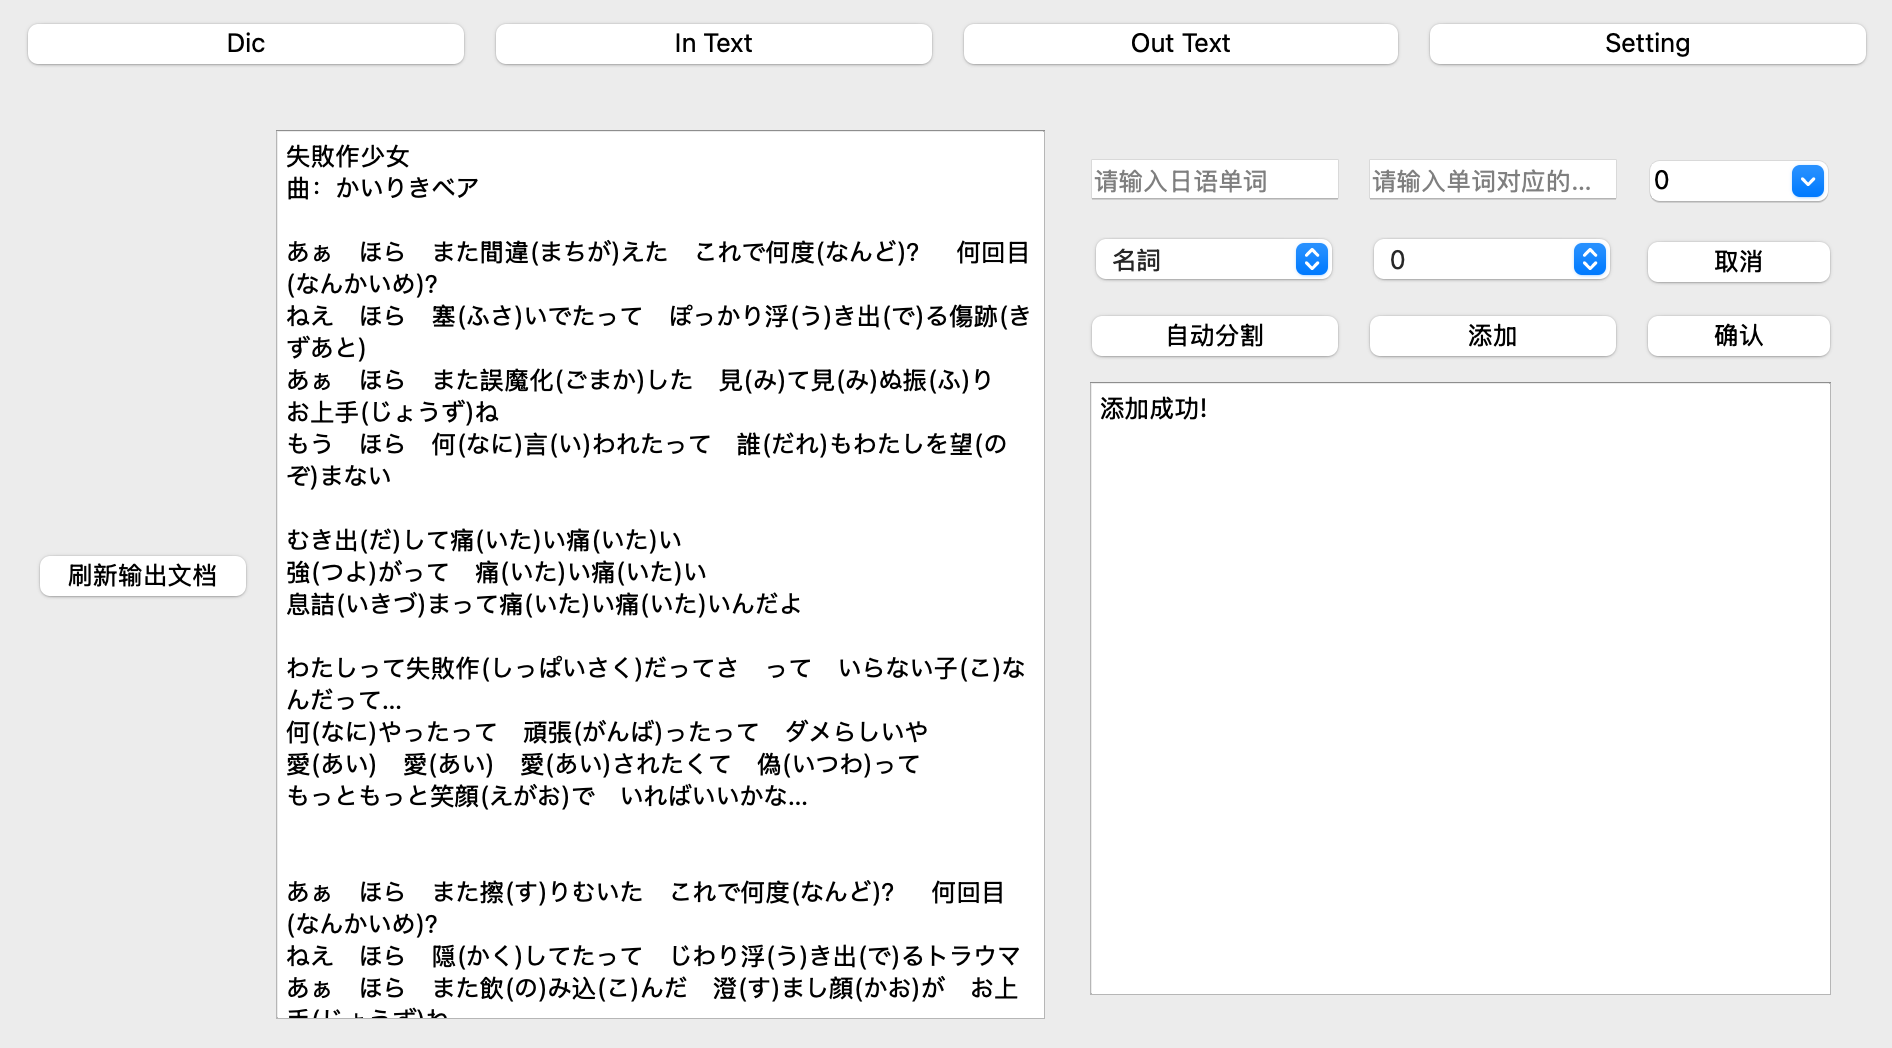 Dic
In Text
Out Text
Setting
刷新输出文档
失敗作少女
曲：かいりきベア
あぁ　ほら　また間違(まちが)えた　これで何度(なんど)?　何回目
(なんかいめ)?
ねえ　ほら　塞(ふさ)いでたって　ぽっかり浮(う)き出(で)る傷跡(き
ずあと)
あぁ　ほら　また誤魔化(ごまか)した　見(み)て見(み)ぬ振(ふ)り
お上手(じょうず)ね
もう　ほら　何(なに)言(い)われたって　誰(だれ)もわたしを望(の
ぞ)まない
むき出(だ)して痛(いた)い痛(いた)い
強(つよ)がって　痛(いた)い痛(いた)い
息詰(いきづ)まって痛(いた)い痛(いた)いんだよ
わたしって失敗作(しっぱいさく)だってさ　って　いらない子(こ)な
んだって...
何(なに)やったって　頑張(がんば)ったって　ダメらしいや
愛(あい)　愛(あい)　愛(あい)されたくて　偽(いつわ)って
もっともっと笑顔(えがお)で　いればいいかな...
あぁ　ほら　また擦(す)りむいた　これで何度(なんど)?　何回目
(なんかいめ)?
ねえ　ほら　隠(かく)してたって　じわり浮(う)き出(で)るトラウマ
あぁ　ほら　また飲(の)み込(こ)んだ　澄(す)まし顔(かお)が　お上
手(じょうず)ね
请输入日语单词
请输入单词对应的...
0
名詞
0
取消
自动分割
添加
确认
添加成功!